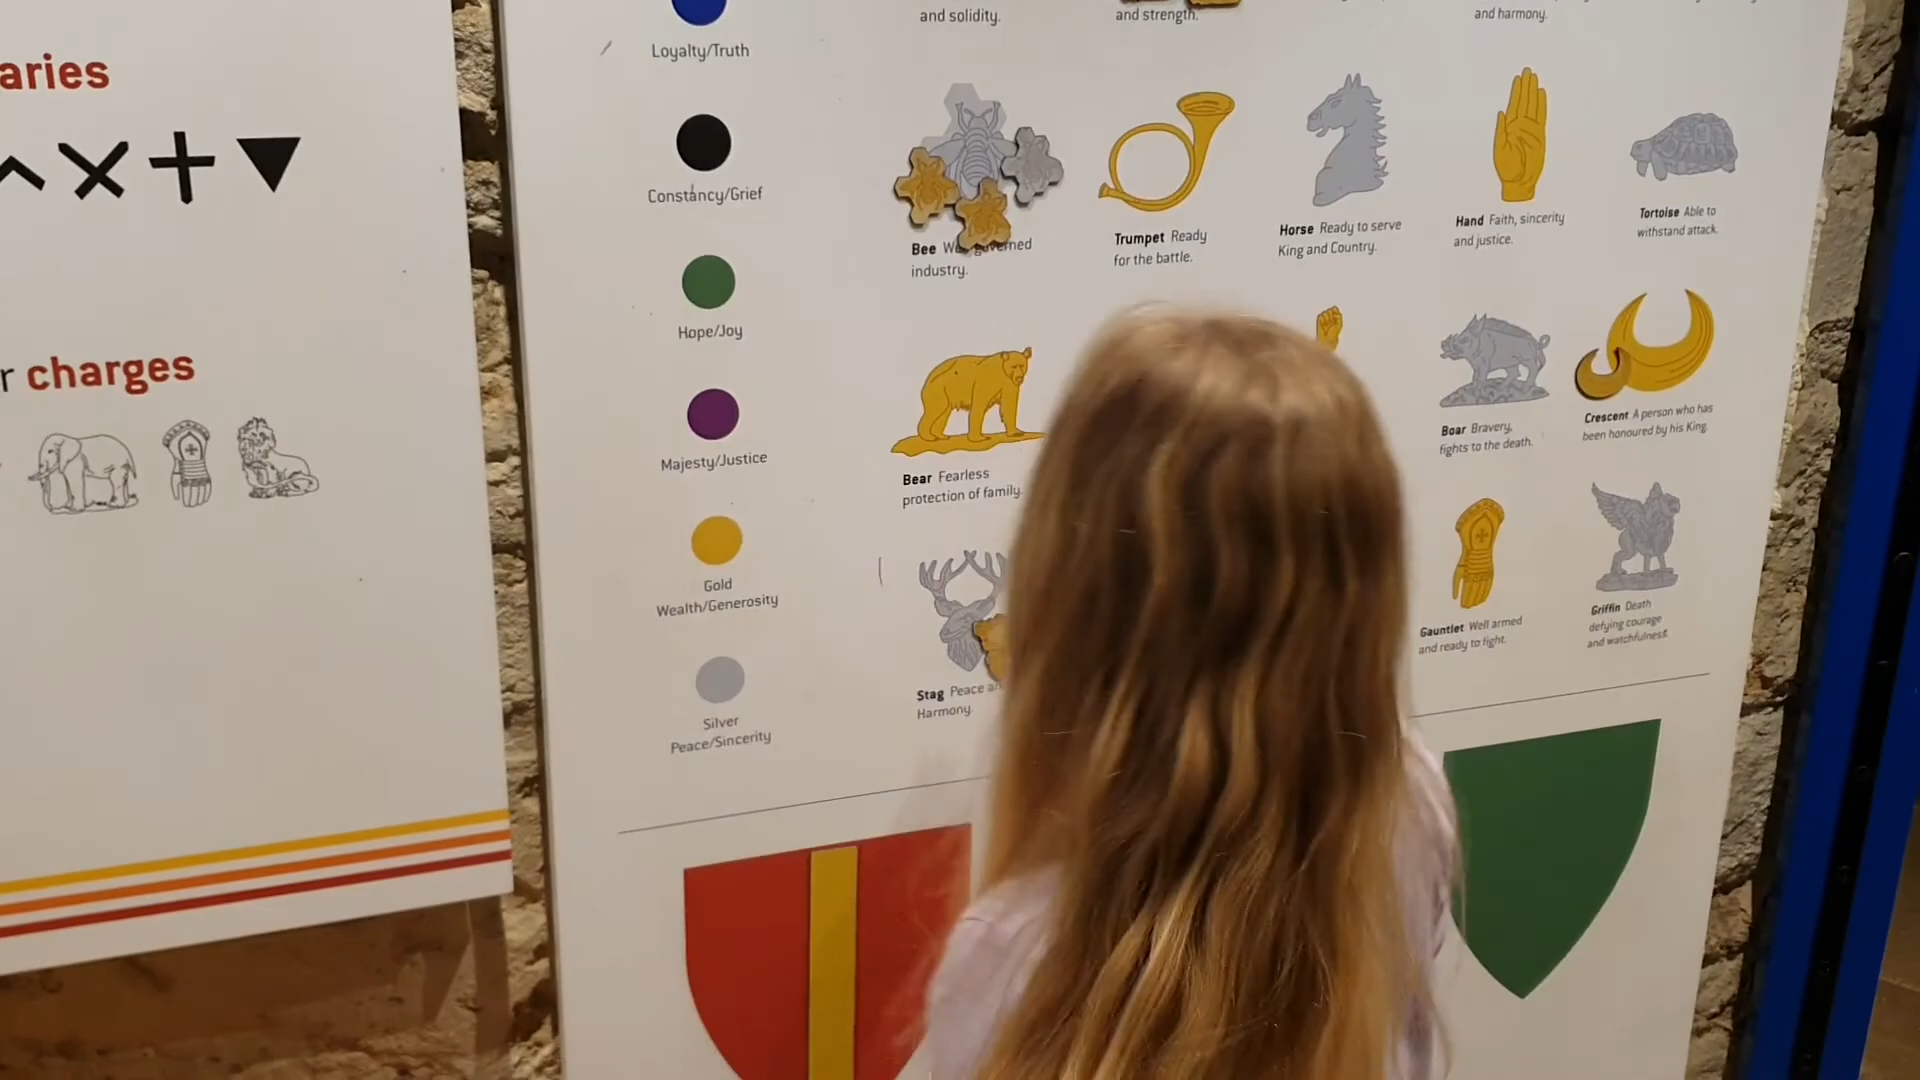 aries
r charges
Loyalty/Truth
Constancy/Grief
Hope/Joy
Majesty/Justice
Gold
Wealth/Generosity
Silver
Peace/Sincerity
and solidity.
and strength.
and harmony.
Bee Well governed
industry.
Trumpet Ready
for the battle.
Horse Ready to serve
King and Country.
Hand Faith, sincerity
and justice.
Tortoise Able to
withstand attack.
Bear Fearless
protection of family.
Boar Bravery,
fights to the death.
Crescent A person who has
been honoured by his King.
Stag Peace an
Harmony.
Gauntlet Well armed
and ready to fight.
Griffin Death
defying courage
and watchfulness.